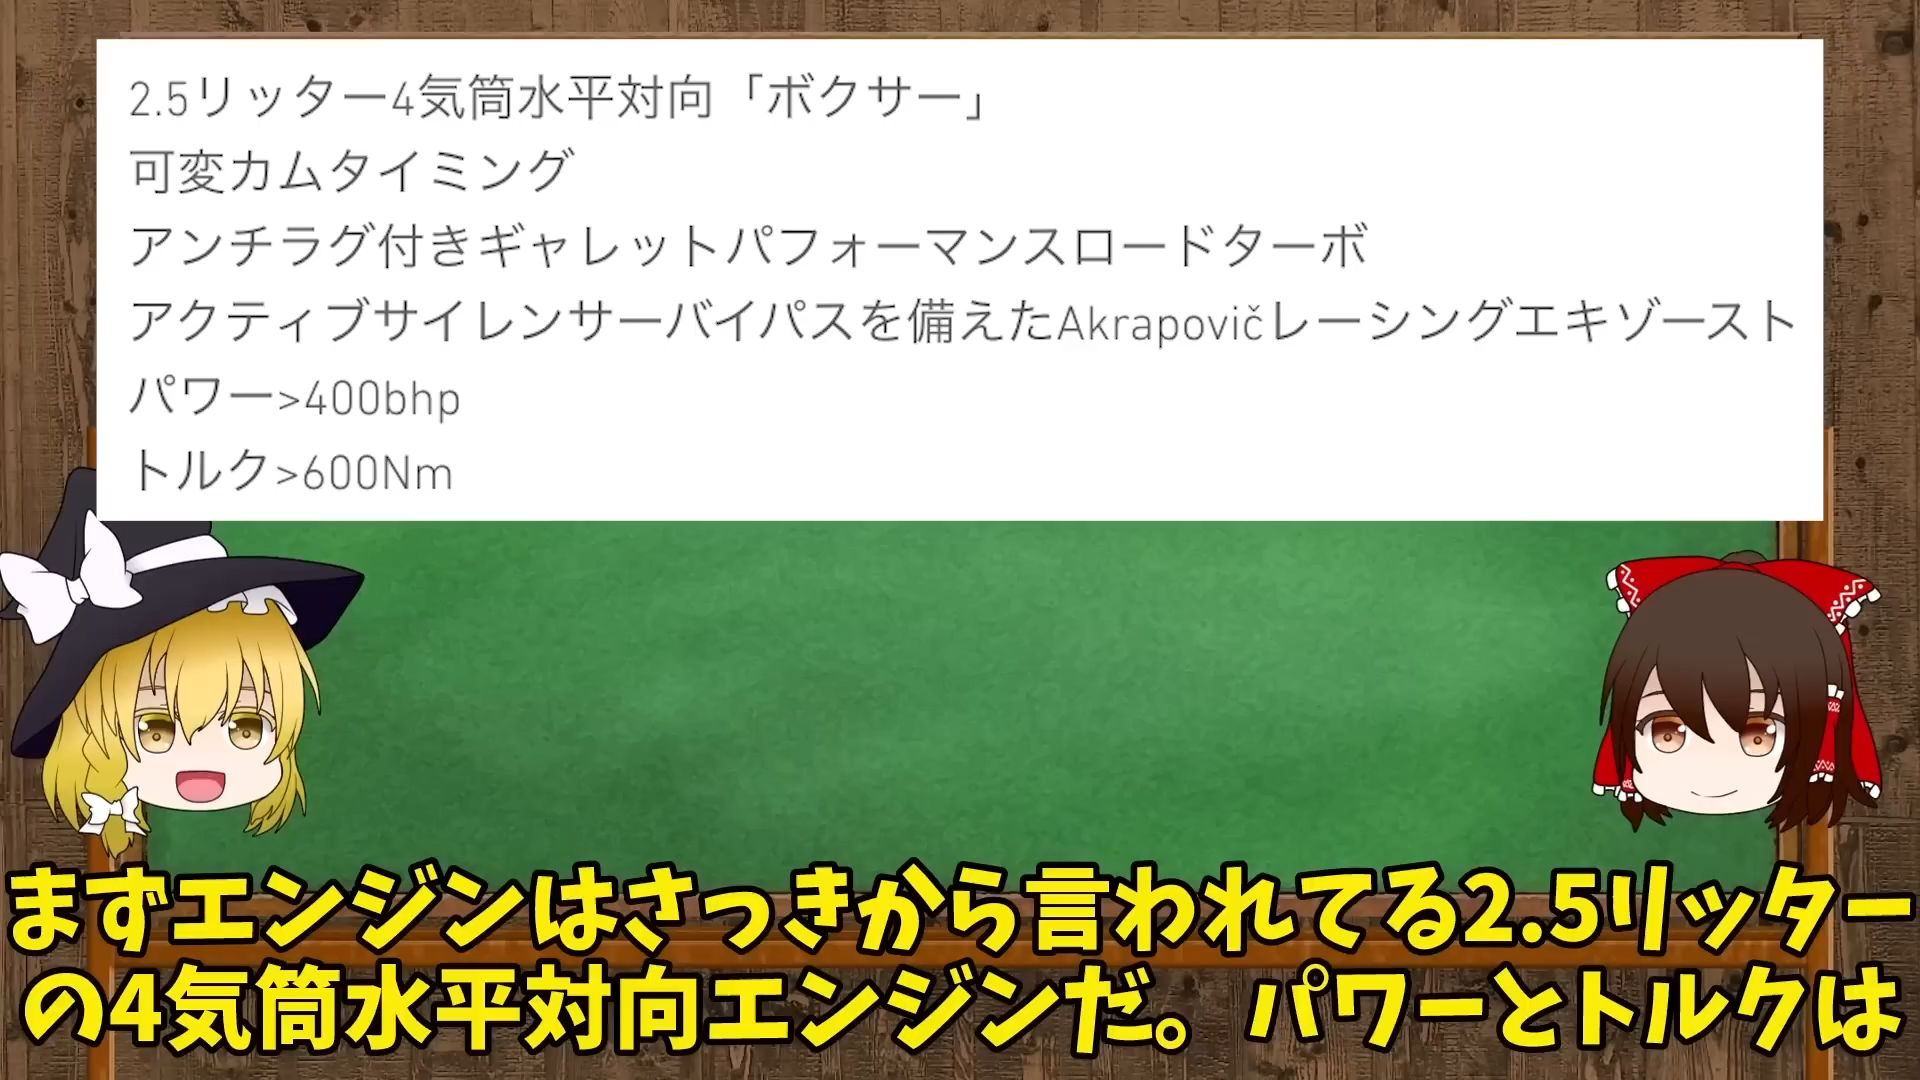 2.5リッター4気筒水平対向「ボクサー」
可変カムタイミング
アンチラグ付きギャレットパフォーマンスロードターボ
アクティブサイレンサーバイパスを備えたAkrapovičレーシングエキゾースト
パワー>400bhp
トルク>600Nm
まずエンジンはさっきから言われてる2.5リッター
の4気筒水平対向エンジンだ。パワーとトルクは